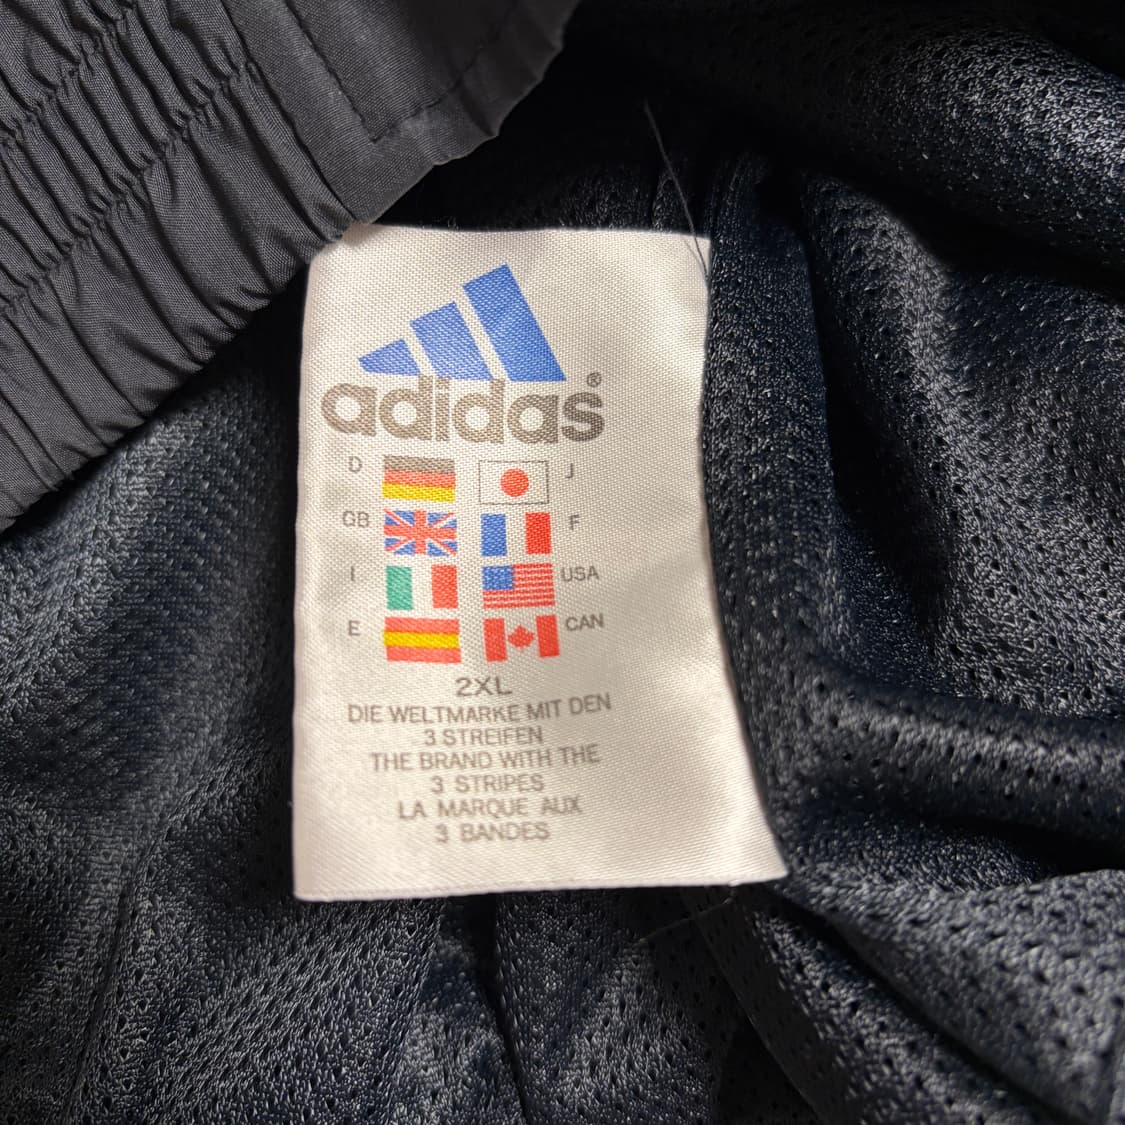 adidas®
D J
GB F
I USA
E CAN
2XL
DIE WELTMARKE MIT DEN
3 STREIFEN
THE BRAND WITH THE
3 STRIPES
LA MARQUE AUX
3 BANDES